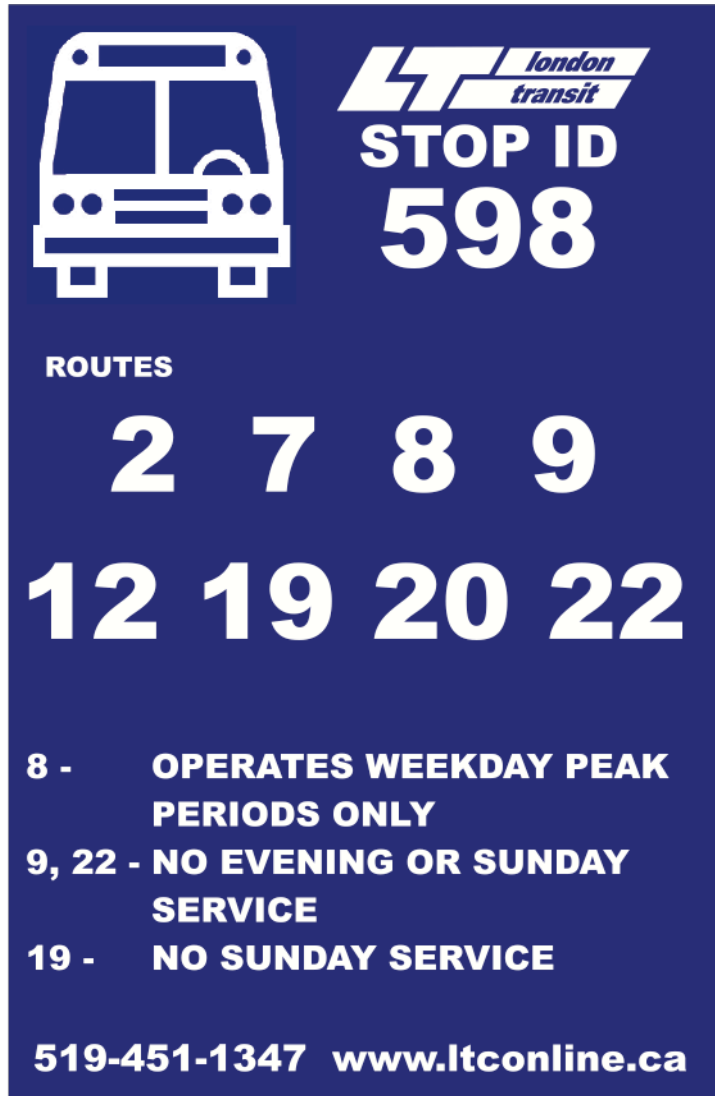 LT london
transit
STOP ID
598
ROUTES
2 7 8 9
12 19 20 22
8 - OPERATES WEEKDAY PEAK
PERIODS ONLY
9, 22 - NO EVENING OR SUNDAY
SERVICE
19 - NO SUNDAY SERVICE
519-451-1347 www.ltconline.ca